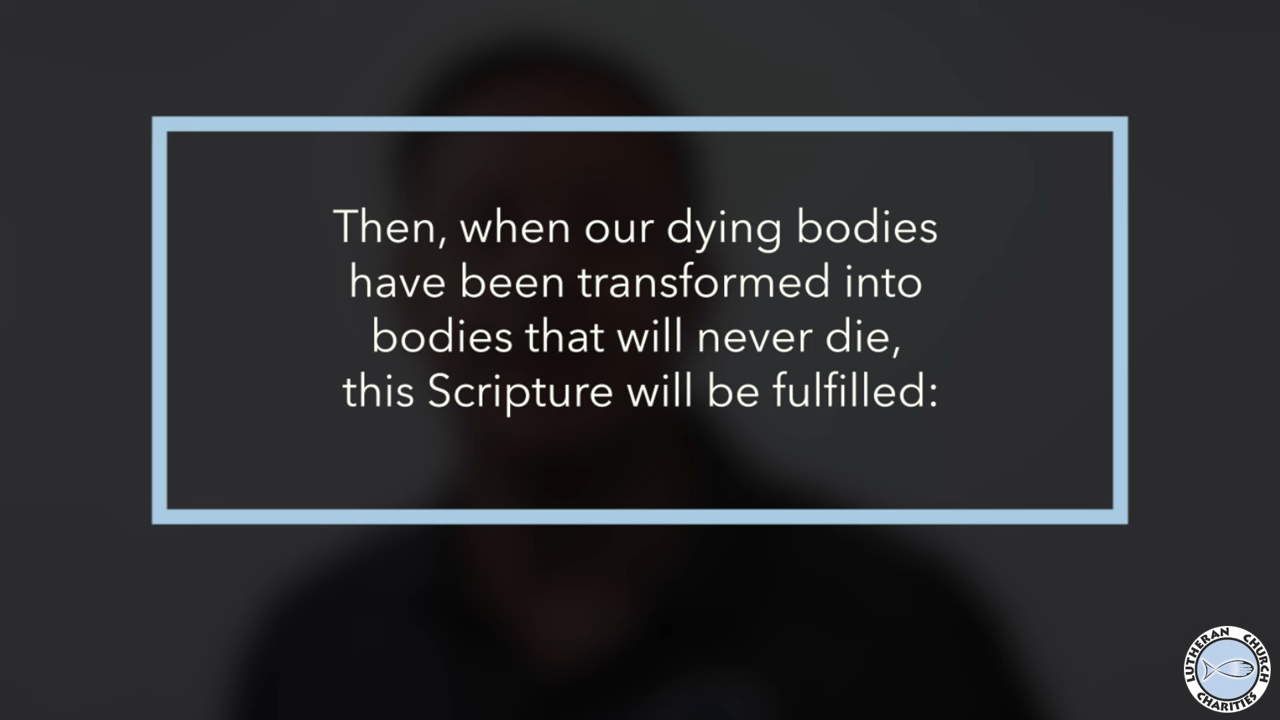 Then, when our dying bodies
have been transformed into
bodies that will never die,
this Scripture will be fulfilled:
LUTHERAN CHURCH
CHARITIES